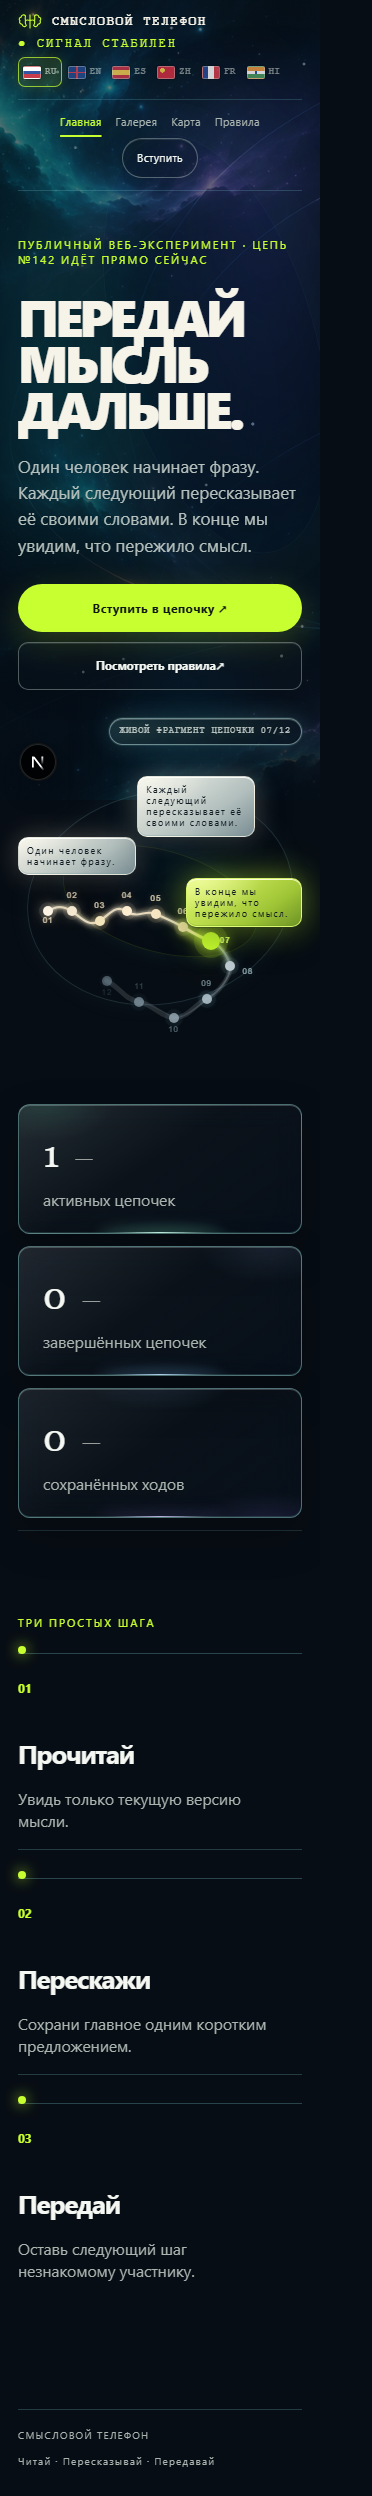 СМЫСЛОВОЙ ТЕЛЕФОН
СИГНАЛ СТАБИЛЕН
RU EN ES ZH FR HI
Главная Галерея Карта Правила
Вступить
ПУБЛИЧНЫЙ ВЕБ-ЭКСПЕРИМЕНТ · ЦЕПЬ
№142 ИДЁТ ПРЯМО СЕЙЧАС
ПЕРЕДАЙ
МЫСЛЬ
ДАЛЬШЕ.
Один человек начинает фразу.
Каждый следующий пересказывает
её своими словами. В конце мы
увидим, что пережило смысл.
Вступить в цепочку ↗
Посмотреть правила↗
ЖИВОЙ ФРАГМЕНТ ЦЕПОЧКИ 07/12
N
Каждый
следующий
пересказывает её
своими словами.
Один человек
начинает фразу.
В конце мы
увидим, что
пережило смысл.
01 02 03 04 05 06 07
08 09 10 11 12
1 —
активных цепочек
0 —
завершённых цепочек
0 —
сохранённых ходов
ТРИ ПРОСТЫХ ШАГА
01
Прочитай
Увидь только текущую версию
мысли.
02
Перескажи
Сохрани главное одним коротким
предложением.
03
Передай
Оставь следующий шаг
незнакомому участнику.
СМЫСЛОВОЙ ТЕЛЕФОН
Читай · Пересказывай · Передавай